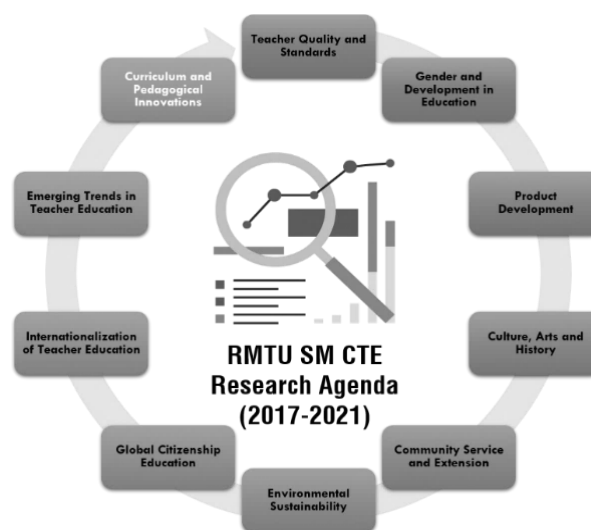 Teacher Quality and
Standards
Gender and
Development in
Education
Product
Development
Culture, Arts and
History
Community Service
and Extension
Environmental
Sustainability
Global Citizenship
Education
Internationalization
of Teacher Education
Emerging Trends in
Teacher Education
Curriculum and
Pedagogical
Innovations
RMTU SM CTE
Research Agenda
(2017-2021)